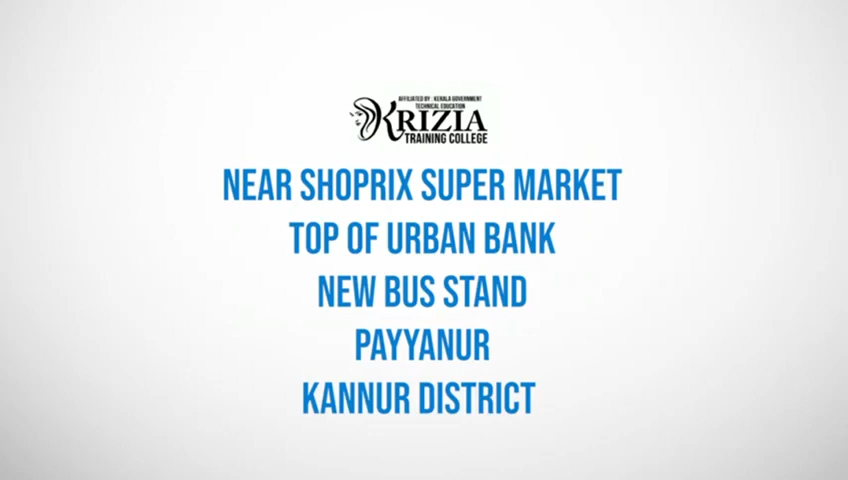 AFFILIATED BY : KERALA GOVERNMENT
TECHNICAL EDUCATION
KRIZIA
TRAINING COLLEGE
NEAR SHOPRIX SUPER MARKET
TOP OF URBAN BANK
NEW BUS STAND
PAYYANUR
KANNUR DISTRICT